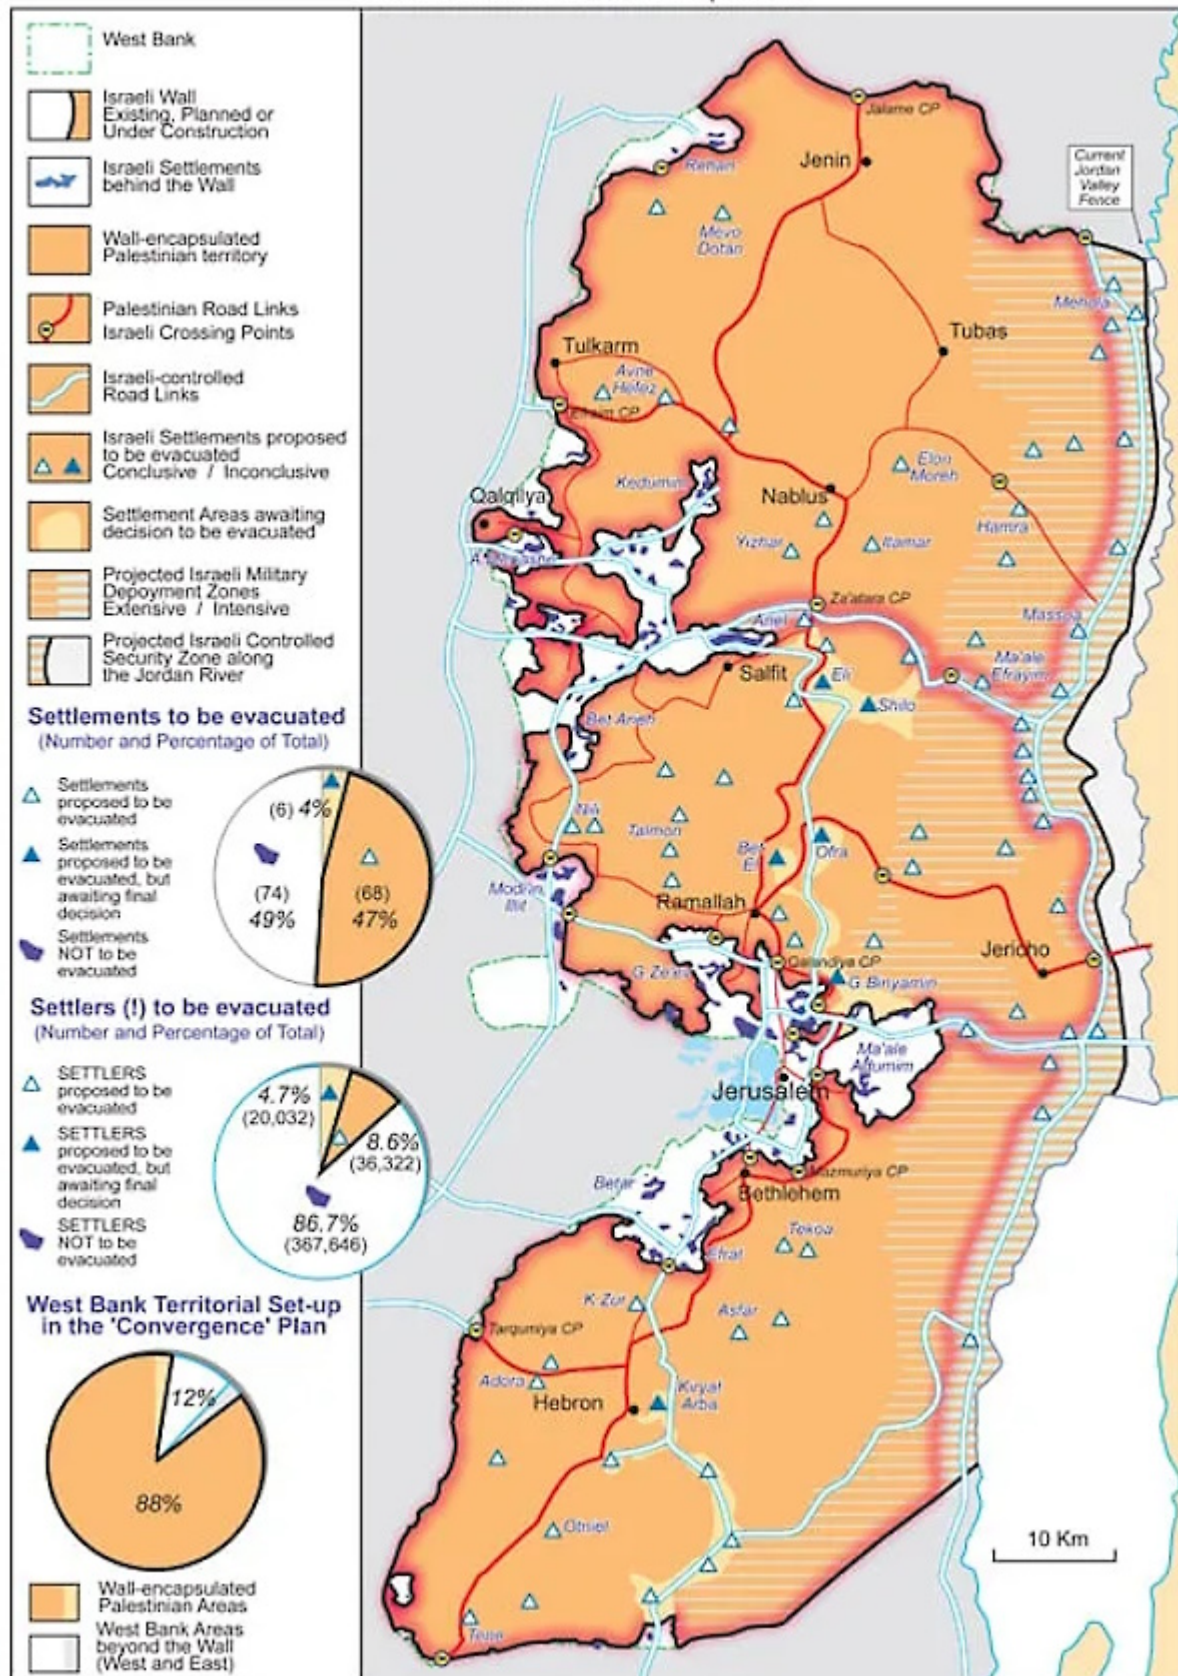 West Bank
Israeli Wall
Existing, Planned or
Under Construction
Israeli Settlements
behind the Wall
Wall-encapsulated
Palestinian territory
Palestinian Road Links
Israeli Crossing Points
Israeli-controlled
Road Links
Israeli Settlements proposed
to be evacuated
Conclusive / Inconclusive
Settlement Areas awaiting
decision to be evacuated
Projected Israeli Military
Depoyment Zones
Extensive / Intensive
Projected Israeli Controlled
Security Zone along
the Jordan River
Settlements to be evacuated
(Number and Percentage of Total)
Settlements
proposed to be
evacuated
Settlements
proposed to be
evacuated, but
awaiting final
decision
Settlements
NOT to be
evacuated
(6) 4%
(74)
49%
(68)
47%
Settlers (!) to be evacuated
(Number and Percentage of Total)
SETTLERS
proposed to be
evacuated
SETTLERS
proposed to be
evacuated, but
awaiting final
decision
SETTLERS
NOT to be
evacuated
4.7%
(20,032)
8.6%
(36,322)
86.7%
(367,646)
West Bank Territorial Set-up
in the 'Convergence' Plan
12%
88%
Wall-encapsulated
Palestinian Areas
West Bank Areas
beyond the Wall
(West and East)
Jalame CP
Jenin
Rehan
Current
Jordan
Valley
Fence
Mevo
Dotan
Mehola
Tubas
Tulkarm
Avne
Hefez
Efraim CP
Elon
Moreh
Kedumim
Qalqilya
Nablus
Hamra
Yizhar
Itamar
Za'atara CP
Ariel
Massua
Ma'ale
Efrayim
Salfit
Eli
Shilo
Bet Arieh
Nili
Talmon
Bet
El
Ofra
Modi'in
Illit
Ramallah
Jericho
G.Ze'ev
Qalandiya CP
G.Binyamin
Ma'ale
Adumim
Jerusalem
Mazmuriya CP
Betar
Bethlehem
Tekoa
Efrat
K.Zur
Asfar
Tarqumiya CP
Adora
Kiryat
Arba
Hebron
Otniel
10 Km
Tene